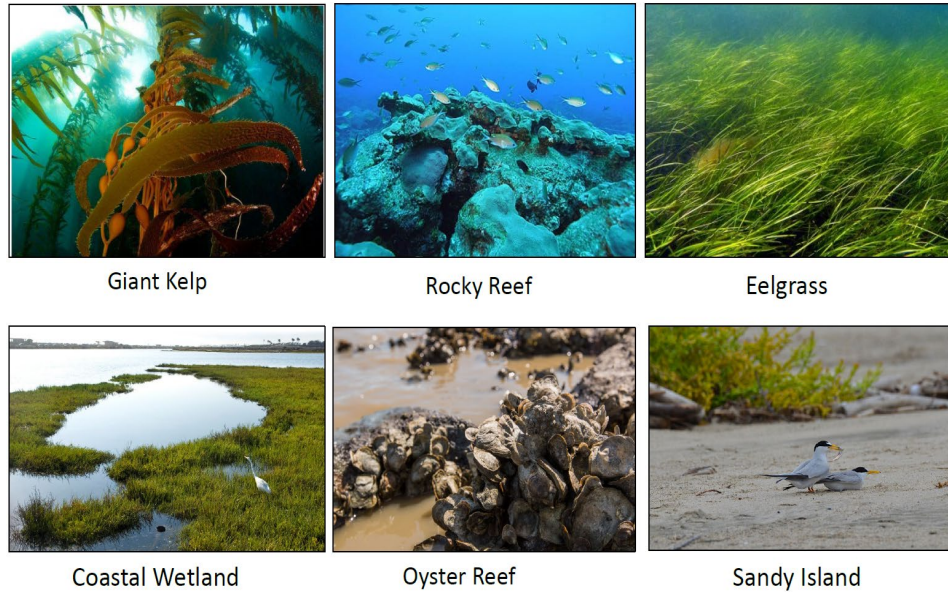 Giant Kelp
Rocky Reef
Eelgrass
Coastal Wetland
Oyster Reef
Sandy Island